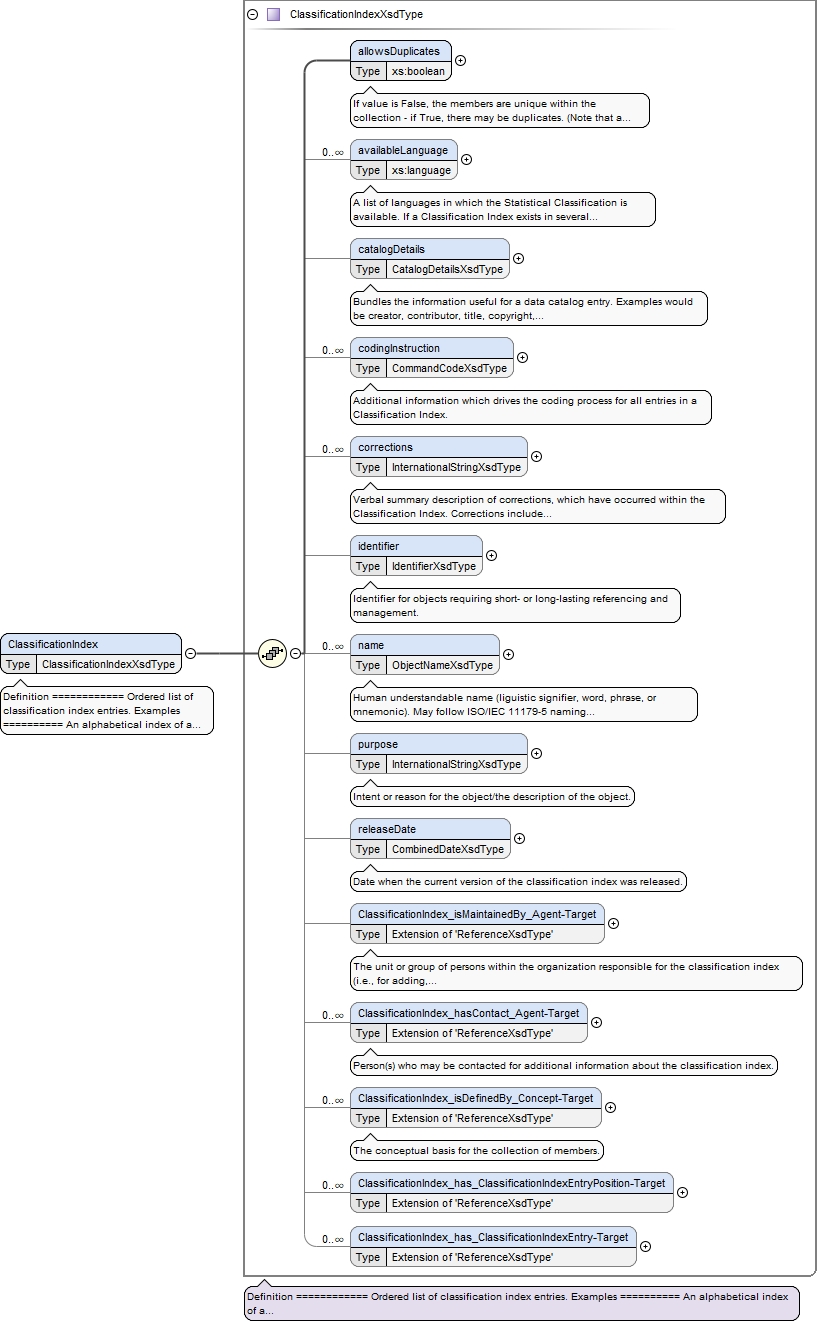 ClassificationIndexXsdType
allowsDuplicates
Type xs:boolean
If value is False, the members are unique within the
collection - if True, there may be duplicates. (Note that a...
0..∞ availableLanguage
Type xs:language
A list of languages in which the Statistical Classification is
available. If a Classification Index exists in several...
catalogDetails
Type CatalogDetailsXsdType
Bundles the information useful for a data catalog entry. Examples would
be creator, contributor, title, copyright,...
0..∞ codingInstruction
Type CommandCodeXsdType
Additional information which drives the coding process for all entries in a
Classification Index.
0..∞ corrections
Type InternationalStringXsdType
Verbal summary description of corrections, which have occurred within the
Classification Index. Corrections include...
identifier
Type IdentifierXsdType
Identifier for objects requiring short- or long-lasting referencing and
management.
ClassificationIndex
Type ClassificationIndexXsdType
Definition ============ Ordered list of
classification index entries. Examples
========== An alphabetical index of a...
0..∞ name
Type ObjectNameXsdType
Human understandable name (liguistic signifier, word, phrase, or
mnemonic). May follow ISO/IEC 11179-5 naming...
purpose
Type InternationalStringXsdType
Intent or reason for the object/the description of the object.
releaseDate
Type CombinedDateXsdType
Date when the current version of the classification index was released.
ClassificationIndex_isMaintainedBy_Agent-Target
Type Extension of 'ReferenceXsdType'
The unit or group of persons within the organization responsible for the classification index
(i.e., for adding,...
0..∞ ClassificationIndex_hasContact_Agent-Target
Type Extension of 'ReferenceXsdType'
Person(s) who may be contacted for additional information about the classification index.
0..∞ ClassificationIndex_isDefinedBy_Concept-Target
Type Extension of 'ReferenceXsdType'
The conceptual basis for the collection of members.
0..∞ ClassificationIndex_has_ClassificationIndexEntryPosition-Target
Type Extension of 'ReferenceXsdType'
0..∞ ClassificationIndex_has_ClassificationIndexEntry-Target
Type Extension of 'ReferenceXsdType'
Definition ============ Ordered list of classification index entries. Examples ========== An alphabetical index
of a...